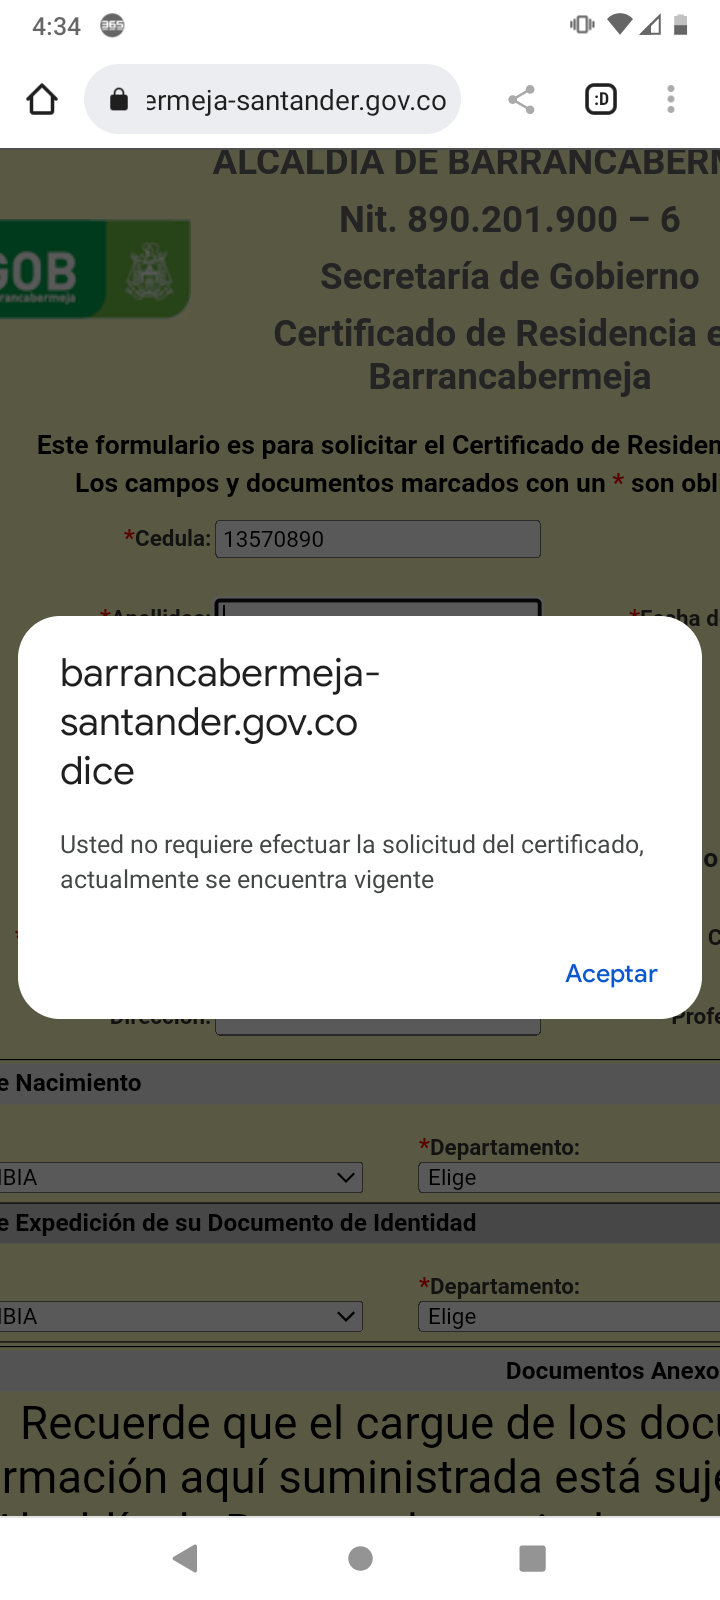 4:34
365
ermeja-santander.gov.co
:D
ALCALDIA DE BARRANCABERM
Nit. 890.201.900 – 6
GOB
rrancabermeja
Secretaría de Gobierno
Certificado de Residencia e
Barrancabermeja
Este formulario es para solicitar el Certificado de Residen
Los campos y documentos marcados con un * son obl
*Cedula: 13570890
*Apellidos: *Fecha d
barrancabermeja-
santander.gov.co
dice
Usted no requiere efectuar la solicitud del certificado,
actualmente se encuentra vigente
Aceptar
Dirección: Profe
e Nacimiento
*Departamento:
IBIA Elige
e Expedición de su Documento de Identidad
*Departamento:
IBIA Elige
Documentos Anexo
Recuerde que el cargue de los docu
rmación aquí suministrada está suje